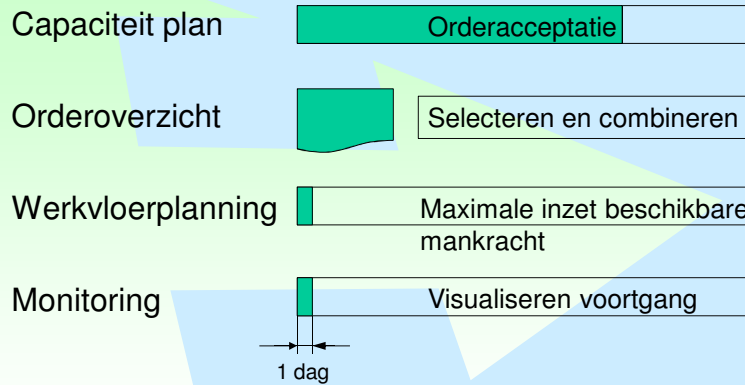 Capaciteit plan
Orderacceptatie
Orderoverzicht
Selecteren en combineren
Werkvloerplanning
Maximale inzet beschikbare
mankracht
Monitoring
Visualiseren voortgang
1 dag